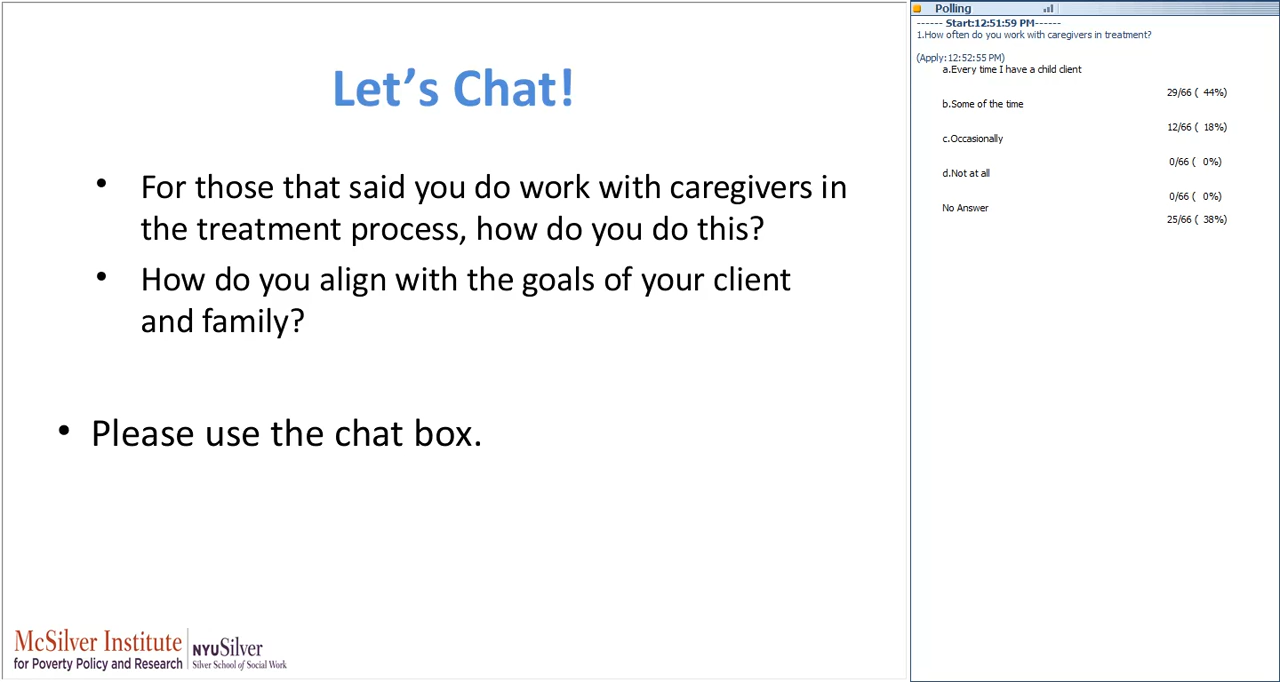 Let's Chat!
• For those that said you do work with caregivers in
the treatment process, how do you do this?
• How do you align with the goals of your client
and family?
• Please use the chat box.
McSilver Institute
for Poverty Policy and Research
NYUSilver
Silver School of Social Work
Polling
------ Start:12:51:59 PM------
1.How often do you work with caregivers in treatment?
(Apply:12:52:55 PM)
a.Every time I have a child client
29/66 ( 44%)
b.Some of the time
12/66 ( 18%)
c.Occasionally
0/66 ( 0%)
d.Not at all
0/66 ( 0%)
No Answer
25/66 ( 38%)